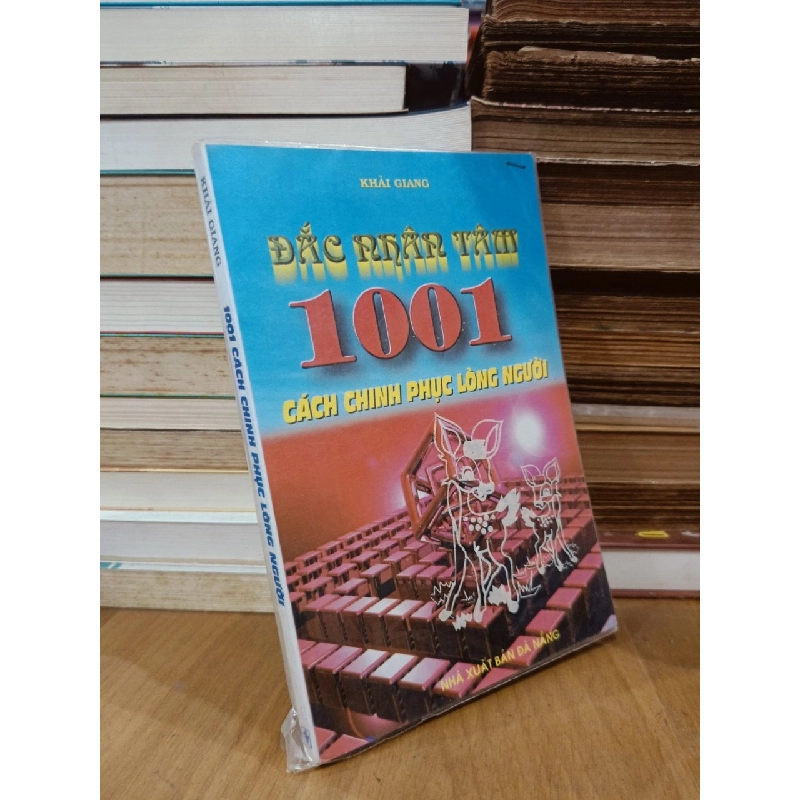 KHẢI GIANG
ĐẮC NHÂN TÂM
1001
CÁCH CHINH PHỤC LÒNG NGƯỜI
NHÀ XUẤT BẢN ĐÀ NẴNG
KHẢI GIANG
1001 CÁCH CHINH PHỤC LÒNG NGƯỜI